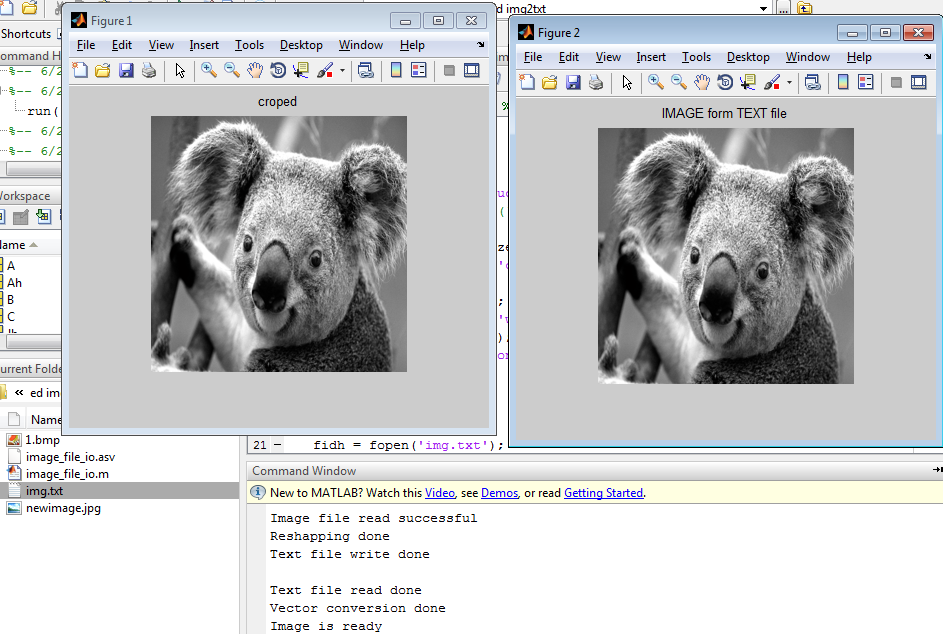 d img2txt
Figure 1
File Edit View Insert Tools Desktop Window Help
croped
Figure 2
File Edit View Insert Tools Desktop Window Help
IMAGE form TEXT file
Shortcuts
ommand H
%-- 6/2
%-- 6/2
run(
%-- 6/2
%-- 6/2
Workspace
Name
A
Ah
B
C
urrent Folde
« ed im
Name
1.bmp
image_file_io.asv
image_file_io.m
img.txt
newimage.jpg
21 — fidh = fopen('img.txt');
Command Window
New to MATLAB? Watch this Video, see Demos, or read Getting Started.
Image file read successful
Reshapping done
Text file write done
Text file read done
Vector conversion done
Image is ready